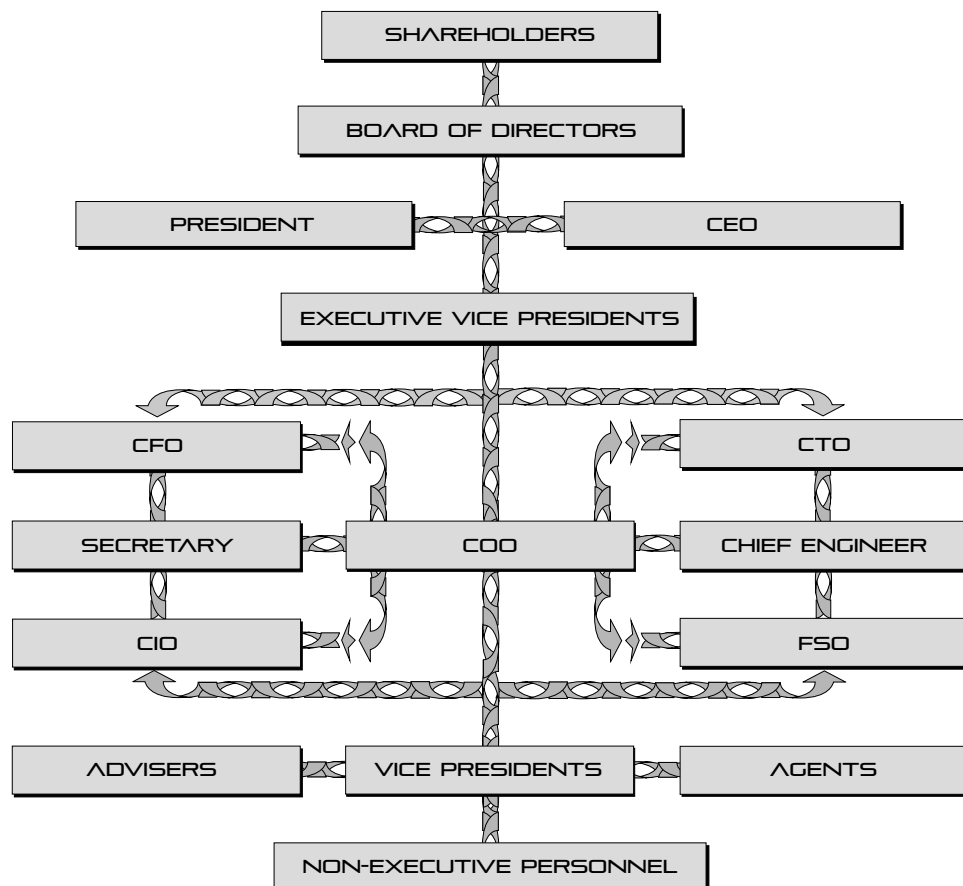 SHAREHOLDERS
BOARD OF DIRECTORS
PRESIDENT
CEO
EXECUTIVE VICE PRESIDENTS
CFO
CTO
SECRETARY
COO
CHIEF ENGINEER
CIO
FSO
ADVISERS
VICE PRESIDENTS
AGENTS
NON-EXECUTIVE PERSONNEL